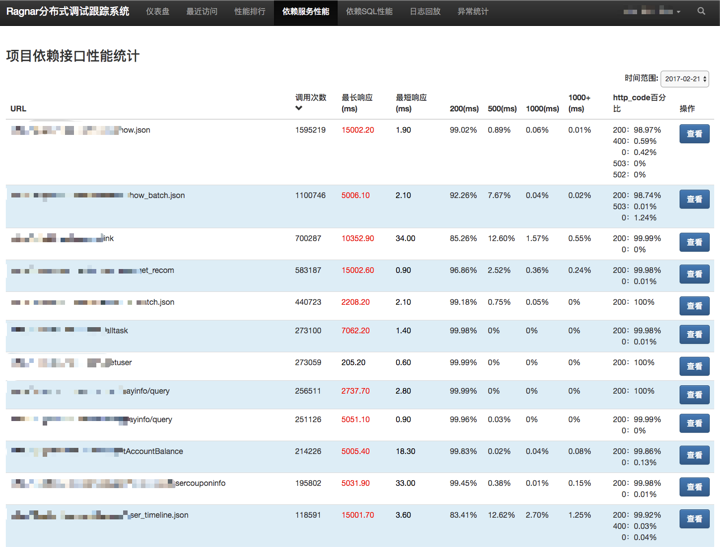 Ragnar分布式调试跟踪系统 仪表盘 最近访问 性能排行 依赖服务性能 依赖SQL性能 日志回放 异常统计
项目依赖接口性能统计
时间范围: 2017-02-21
URL 调用次数 最长响应(ms) 最短响应(ms) 200(ms) 500(ms) 1000(ms) 1000+(ms) http_code百分比 操作
how.json 1595219 15002.20 1.90 99.02% 0.89% 0.06% 0.01% 200：98.97% 查看
400：0.59%
0：0.42%
503：0%
502：0%
how_batch.json 1100746 5006.10 2.10 92.26% 7.67% 0.04% 0.02% 200：98.74% 查看
503：0.01%
0：1.24%
ink 700287 10352.90 34.00 85.26% 12.60% 1.57% 0.55% 200：99.99% 查看
0：0%
et_recom 583187 15002.60 0.90 96.86% 2.52% 0.36% 0.24% 200：99.98% 查看
0：0.01%
atch.json 440723 2208.20 2.10 99.18% 0.75% 0.05% 0% 200：100% 查看
lltask 273100 7062.20 1.40 99.98% 0% 0% 0% 200：99.98% 查看
0：0.01%
etuser 273059 205.20 0.60 99.99% 0% 0% 0% 200：100% 查看
ayinfo/query 256511 2737.70 2.80 99.99% 0% 0% 0% 200：100% 查看
ayinfo/query 251126 5051.10 0.90 99.96% 0.03% 0% 0% 200：99.99% 查看
0：0%
tAccountBalance 214226 5005.40 18.30 99.83% 0.02% 0.04% 0.08% 200：99.86% 查看
0：0.13%
sercouponinfo 195802 5031.90 33.00 99.45% 0.38% 0.01% 0.15% 200：99.98% 查看
0：0.01%
ser_timeline.json 118591 15001.70 3.60 83.41% 12.62% 2.70% 1.25% 200：99.92% 查看
400：0.03%
0：0.04%